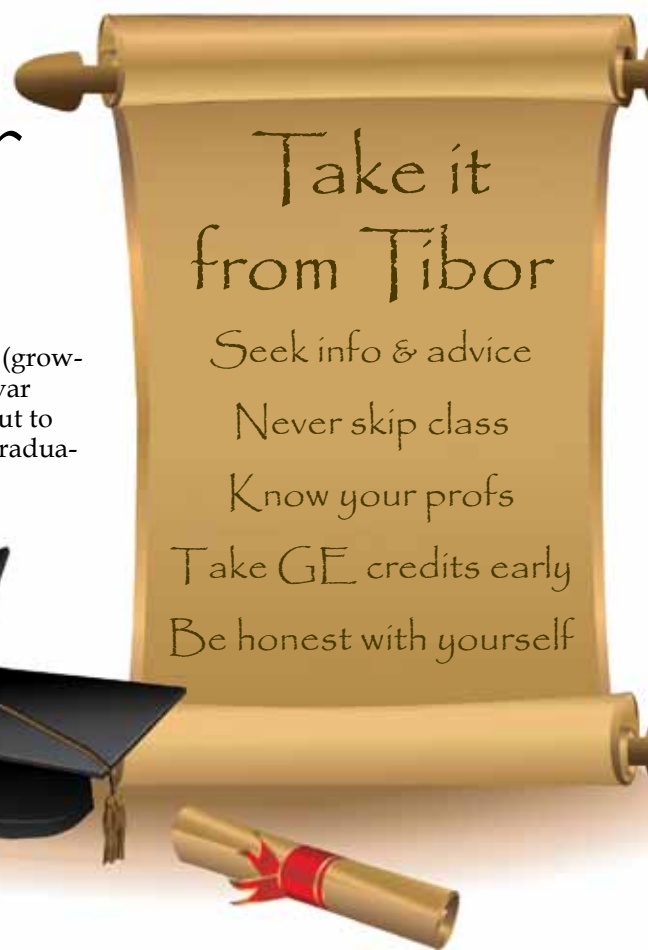 (grow-
var
ut to
radua-
Take it
from Tibor
Seek info & advice
Never skip class
Know your profs
Take GE credits early
Be honest with yourself